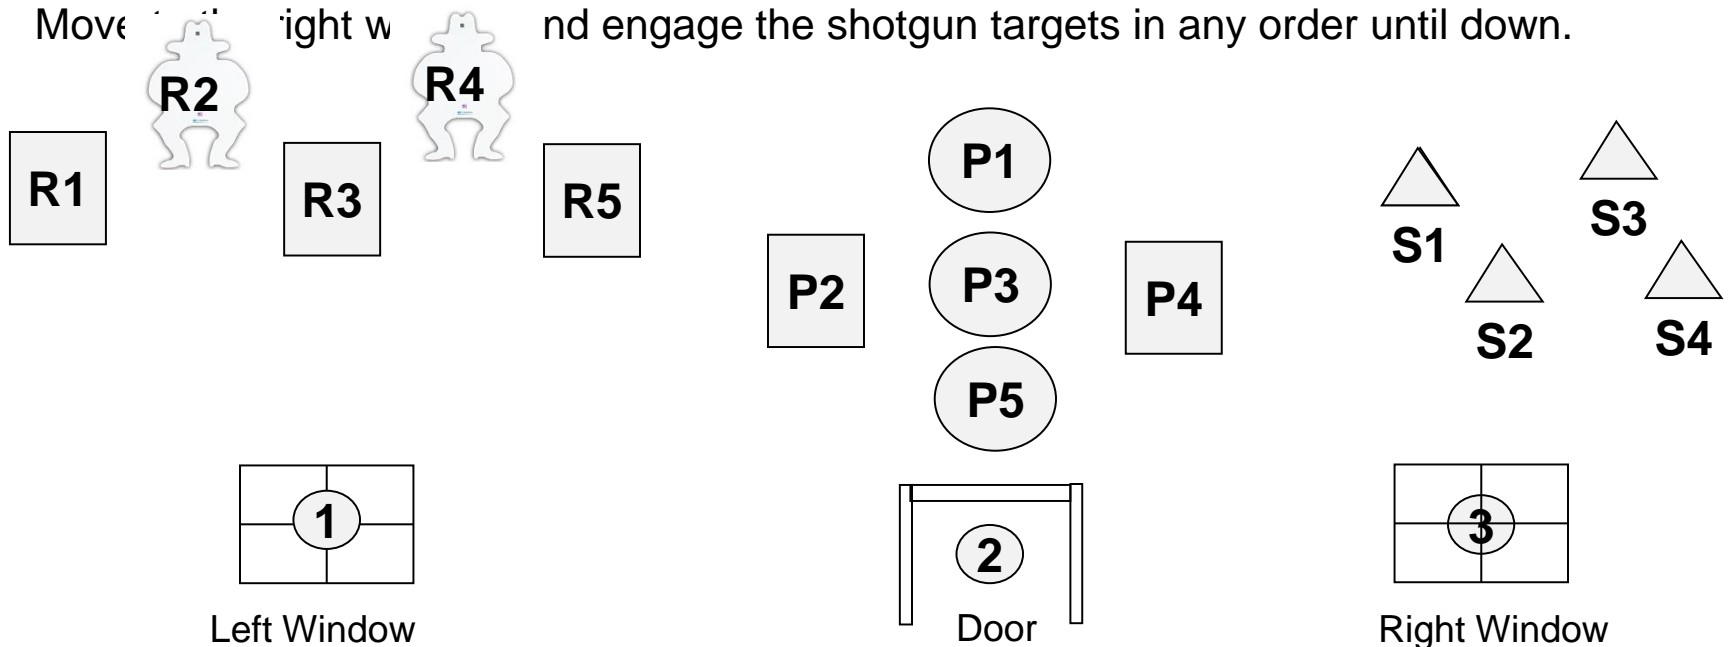 Move right nd engage the shotgun targets in any order until down.
R2 R4
R1 R3 R5
P1
P2 P3 P4
P5
S1 S3
S2 S4
1 2 3
Left Window Door Right Window